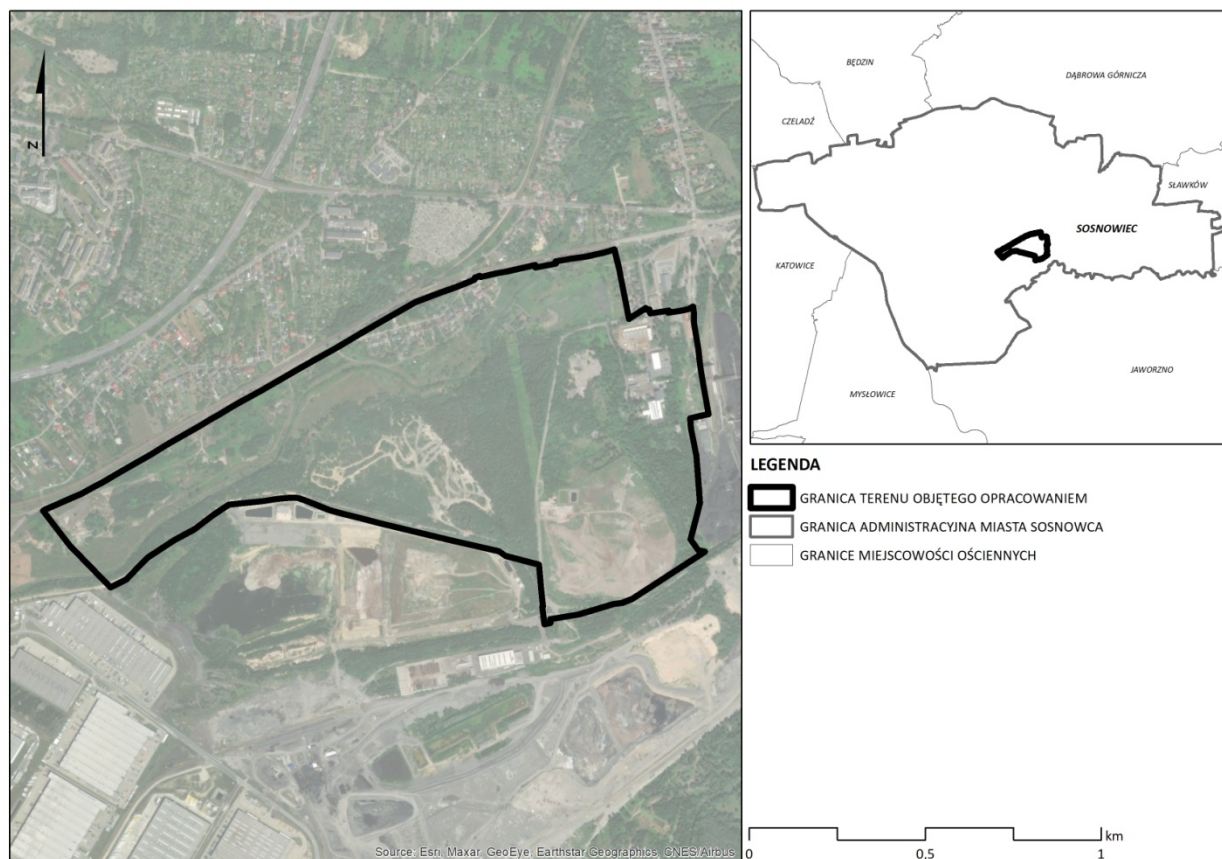 N
Source: Esri, Maxar, GeoEye, Earthstar Geographics, CNES/Airbus
BĘDZIN
DĄBROWA GÓRNICZA
CZELADŹ
SŁAWKÓW
SOSNOWIEC
KATOWICE
JAWORZNO
MYSŁOWICE
LEGENDA
GRANICA TERENU OBJĘTEGO OPRACOWANIEM
GRANICA ADMINISTRACYJNA MIASTA SOSNOWCA
GRANICE MIEJSCOWOŚCI OŚCIENNYCH
km
0 0.5 1